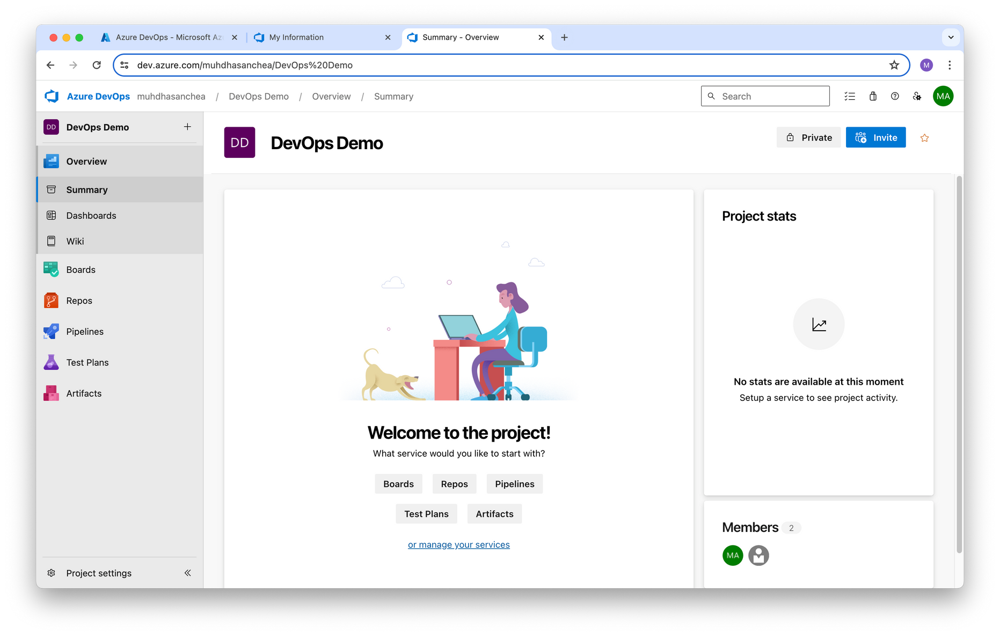 Azure DevOps - Microsoft Az
My Information
Summary - Overview
dev.azure.com/muhdhasanchea/DevOps%20Demo
M
Azure DevOps muhdhasanchea / DevOps Demo / Overview / Summary
Search
MA
DD DevOps Demo
Overview
Summary
Dashboards
Wiki
Boards
Repos
Pipelines
Test Plans
Artifacts
Project settings
DD DevOps Demo
Private
Invite
Welcome to the project!
What service would you like to start with?
Boards Repos Pipelines
Test Plans Artifacts
or manage your services
Project stats
No stats are available at this moment
Setup a service to see project activity.
Members 2
MA